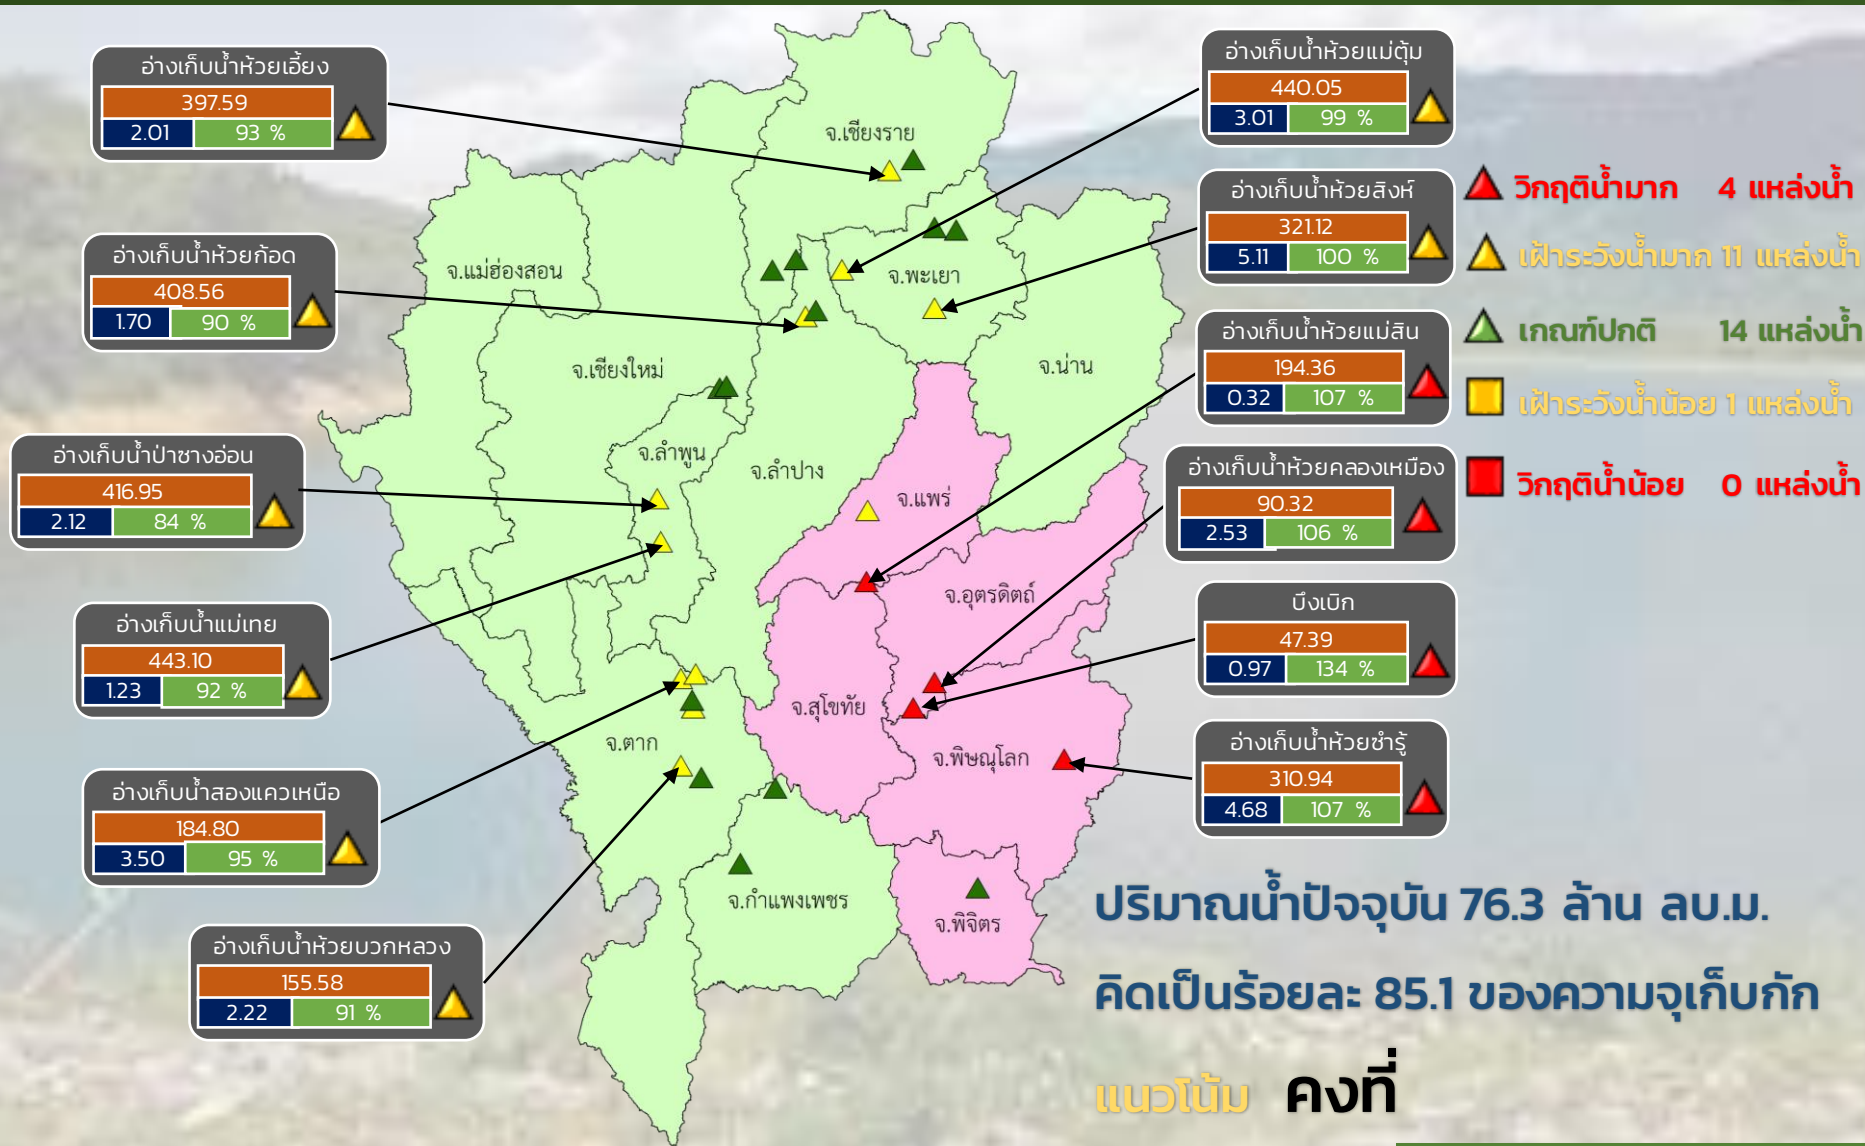 อ่างเก็บน้ำห้วยเอี้ยง
397.59
2.01 93 %
อ่างเก็บน้ำห้วยก้อด
408.56
1.70 90 %
อ่างเก็บน้ำป่าซางอ่อน
416.95
2.12 84 %
อ่างเก็บน้ำแม่เทย
443.10
1.23 92 %
อ่างเก็บน้ำสองแควเหนือ
184.80
3.50 95 %
อ่างเก็บน้ำห้วยบวกหลวง
155.58
2.22 91 %
จ.เชียงราย
จ.แม่ฮ่องสอน
จ.พะเยา
จ.เชียงใหม่
จ.น่าน
จ.ลำพูน
จ.ลำปาง
จ.แพร่
จ.อุตรดิตถ์
จ.สุโขทัย
จ.ตาก
จ.พิษณุโลก
จ.กำแพงเพชร
จ.พิจิตร
อ่างเก็บน้ำห้วยแม่ตุ้ม
440.05
3.01 99 %
อ่างเก็บน้ำห้วยสิงห์
321.12
5.11 100 %
อ่างเก็บน้ำห้วยแม่สิน
194.36
0.32 107 %
อ่างเก็บน้ำห้วยคลองเหมือง
90.32
2.53 106 %
บึงเบิก
47.39
0.97 134 %
อ่างเก็บน้ำห้วยซำรู้
310.94
4.68 107 %
วิกฤติน้ำมาก 4 แหล่งน้ำ
เฝ้าระวังน้ำมาก 11 แหล่งน้ำ
เกณฑ์ปกติ 14 แหล่งน้ำ
เฝ้าระวังน้ำน้อย 1 แหล่งน้ำ
วิกฤติน้ำน้อย 0 แหล่งน้ำ
ปริมาณน้ำปัจจุบัน 76.3 ล้าน ลบ.ม.
คิดเป็นร้อยละ 85.1 ของความจุเก็บกัก
แนวโน้ม คงที่